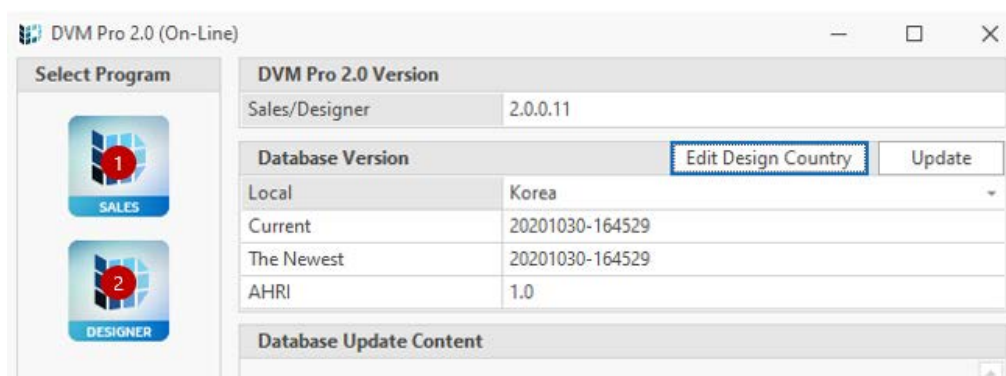 DVM Pro 2.0 (On-Line)
Select Program
1
SALES
2
DESIGNER
DVM Pro 2.0 Version
Sales/Designer 2.0.0.11
Database Version Edit Design Country Update
Local Korea
Current 20201030-164529
The Newest 20201030-164529
AHRI 1.0
Database Update Content